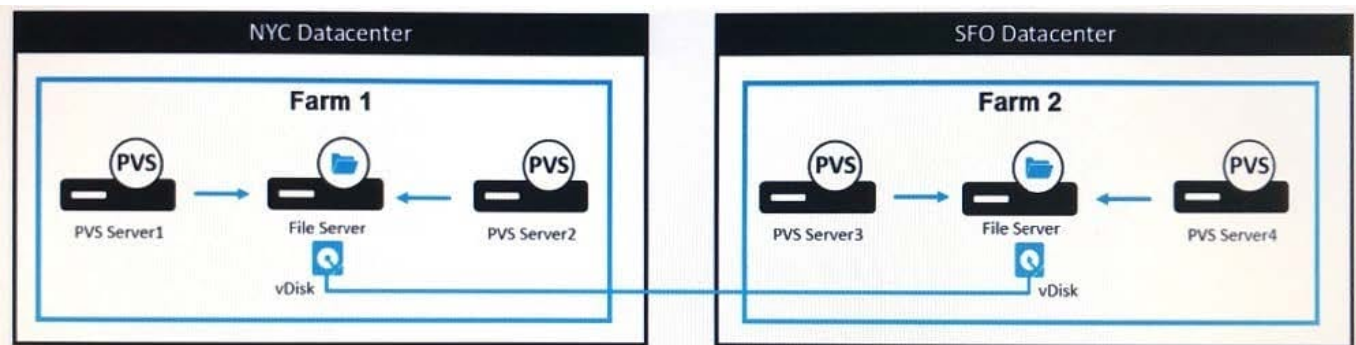 NYC Datacenter
SFO Datacenter
Farm 1
Farm 2
PVS
PVS
PVS
PVS
PVS Server1
File Server
PVS Server2
PVS Server3
File Server
PVS Server4
vDisk
vDisk